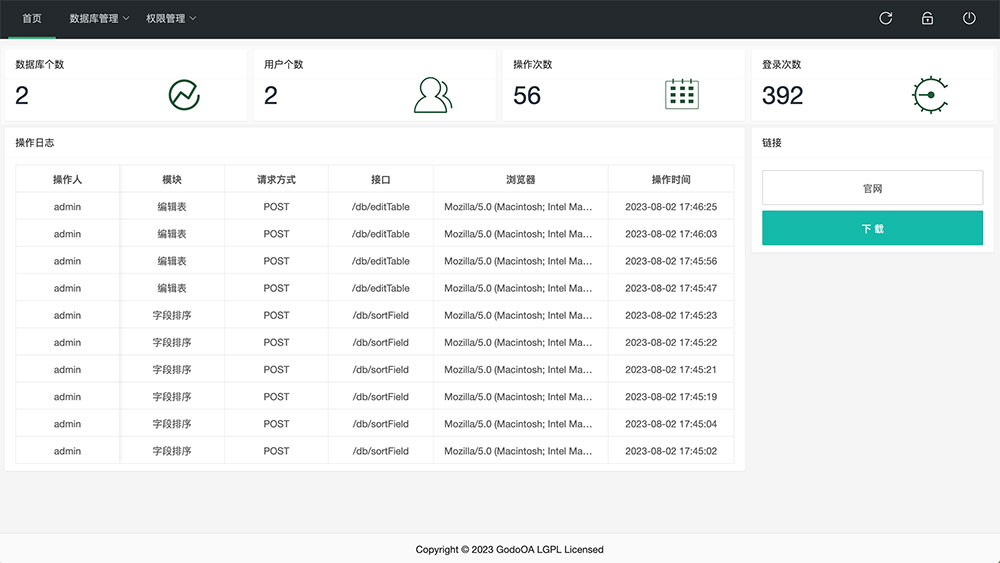 首页 数据库管理 权限管理
数据库个数 用户个数 操作次数 登录次数
2 2 56 392
操作日志 链接
操作人 模块 请求方式 接口 浏览器 操作时间
官网
admin 编辑表 POST /db/editTable Mozilla/5.0 (Macintosh; Intel Ma... 2023-08-02 17:46:25
下载
admin 编辑表 POST /db/editTable Mozilla/5.0 (Macintosh; Intel Ma... 2023-08-02 17:46:03
admin 编辑表 POST /db/editTable Mozilla/5.0 (Macintosh; Intel Ma... 2023-08-02 17:45:56
admin 编辑表 POST /db/editTable Mozilla/5.0 (Macintosh; Intel Ma... 2023-08-02 17:45:47
admin 字段排序 POST /db/sortField Mozilla/5.0 (Macintosh; Intel Ma... 2023-08-02 17:45:23
admin 字段排序 POST /db/sortField Mozilla/5.0 (Macintosh; Intel Ma... 2023-08-02 17:45:22
admin 字段排序 POST /db/sortField Mozilla/5.0 (Macintosh; Intel Ma... 2023-08-02 17:45:21
admin 字段排序 POST /db/sortField Mozilla/5.0 (Macintosh; Intel Ma... 2023-08-02 17:45:19
admin 字段排序 POST /db/sortField Mozilla/5.0 (Macintosh; Intel Ma... 2023-08-02 17:45:04
admin 字段排序 POST /db/sortField Mozilla/5.0 (Macintosh; Intel Ma... 2023-08-02 17:45:02
Copyright © 2023 GodoOA LGPL Licensed